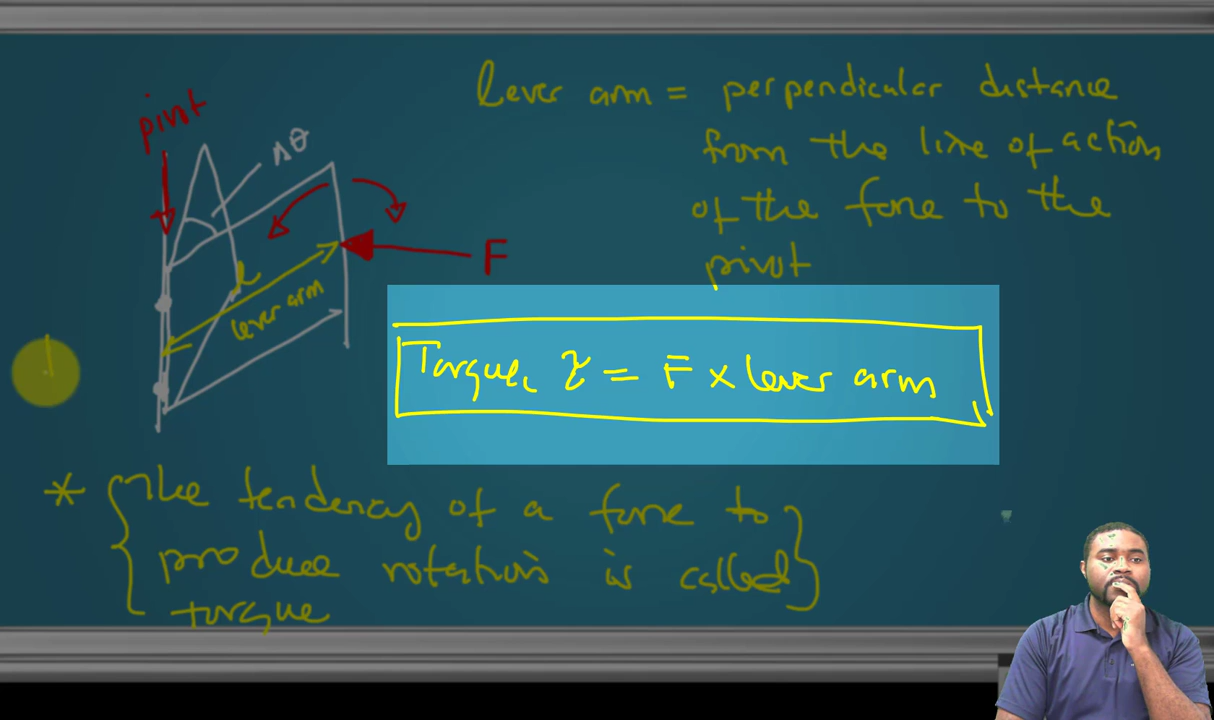 pivot
Δθ
lever arm = perpendicular distance
from the line of action
of the force to the
pivot
F
l
lever arm
Torque, τ = F × lever arm
* { The tendency of a force to
produce rotation is called }
torque